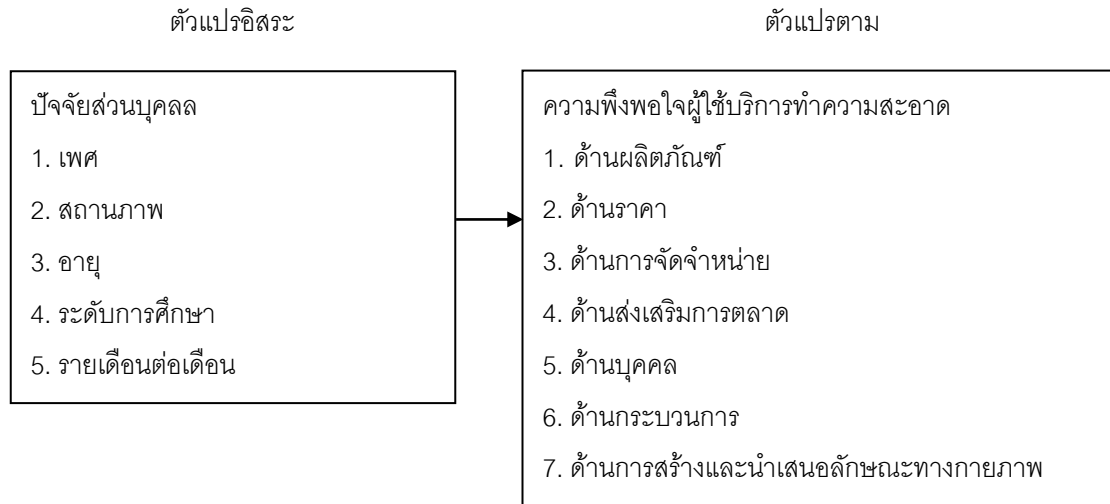 ตัวแปรอิสระ
ตัวแปรตาม
ปัจจัยส่วนบุคลล
1. เพศ
2. สถานภาพ
3. อายุ
4. ระดับการศึกษา
5. รายเดือนต่อเดือน
ความพึงพอใจผู้ใช้บริการทำความสะอาด
1. ด้านผลิตภัณฑ์
2. ด้านราคา
3. ด้านการจัดจำหน่าย
4. ด้านส่งเสริมการตลาด
5. ด้านบุคคล
6. ด้านกระบวนการ
7. ด้านการสร้างและนำเสนอลักษณะทางกายภาพ